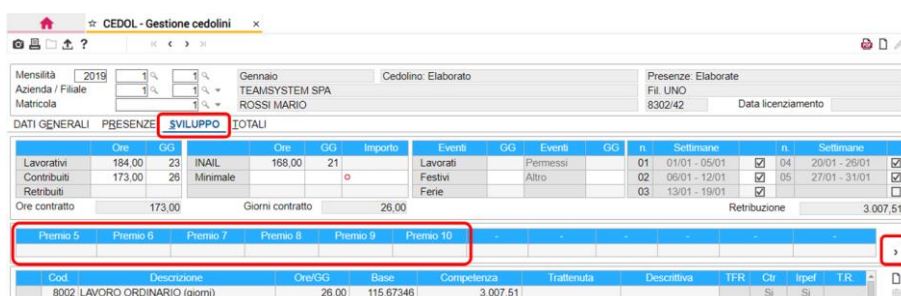 CEDOL - Gestione cedolini ×
?
Mensilità 2019 1 1 Gennaio Cedolino: Elaborato Presenze: Elaborate
Azienda / Filiale 1 1 TEAMSYSTEM SPA Fil. UNO
Matricola 1 ROSSI MARIO 8302/42 Data licenziamento
DATI GENERALI PRESENZE SVILUPPO TOTALI
Ore GG Ore GG Importo Eventi GG Eventi GG n. Settimane n. Settimane
Lavorativi 184,00 23 INAIL 168,00 21 Lavorati Permessi 01 01/01 - 05/01 04 20/01 - 26/01
Contributi 173,00 26 Minimale Festivi Altro 02 06/01 - 12/01 05 27/01 - 31/01
Retribuiti Ferie 03 13/01 - 19/01
Ore contratto 173,00 Giorni contratto 26,00 Retribuzione 3.007,51
Premio 5 Premio 6 Premio 7 Premio 8 Premio 9 Premio 10 - - - - - -
Cod. Descrizione Ore/GG Base Competenza Trattenuta Descrittiva TFR Ctr Irpef T.R.
8002 LAVORO ORDINARIO (giorni) 26,00 115,67346 3.007,51 Si Si